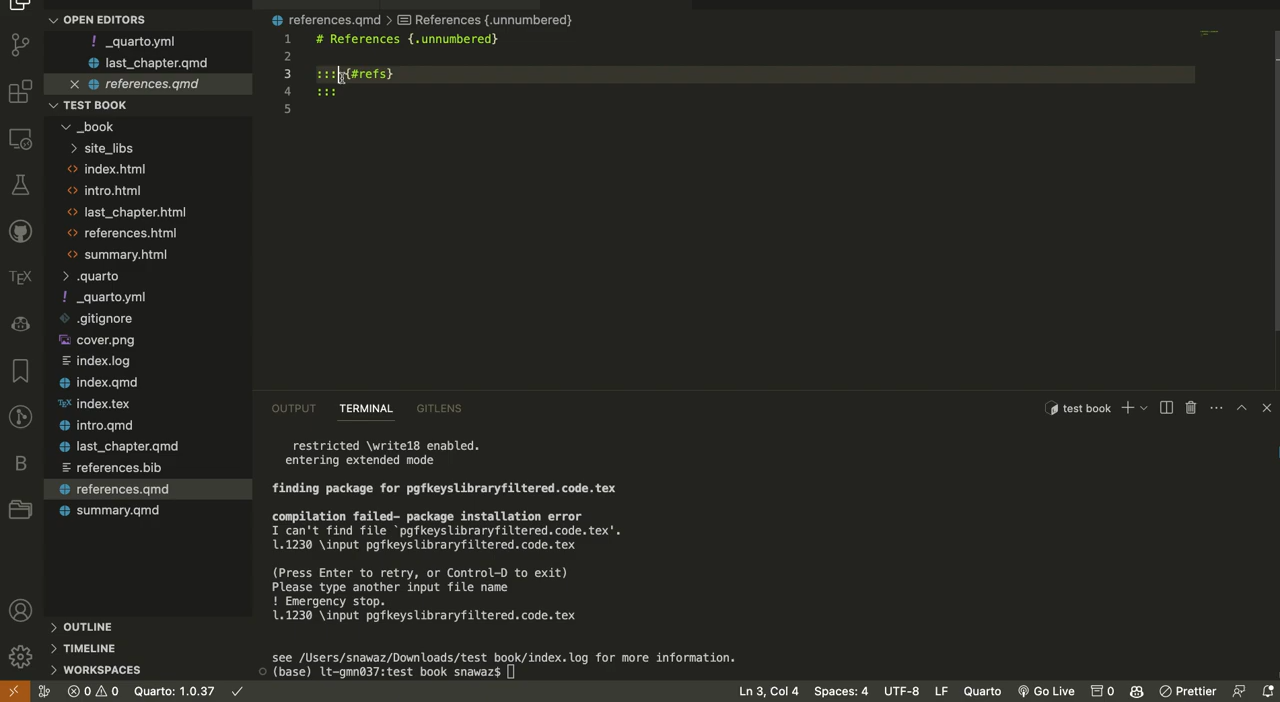 OPEN EDITORS
! _quarto.yml
last_chapter.qmd
references.qmd
TEST BOOK
_book
site_libs
<> index.html
<> intro.html
<> last_chapter.html
<> references.html
<> summary.html
.quarto
! _quarto.yml
.gitignore
cover.png
index.log
index.qmd
TEX index.tex
intro.qmd
last_chapter.qmd
references.bib
references.qmd
summary.qmd
OUTLINE
TIMELINE
WORKSPACES
TEX
B
references.qmd > References {.unnumbered}
1 # References {.unnumbered}
2
3 ::: {#refs}
4 :::
5
OUTPUT TERMINAL GITLENS
test book
restricted \write18 enabled.
entering extended mode
finding package for pgfkeyslibraryfiltered.code.tex
compilation failed- package installation error
I can't find file `pgfkeyslibraryfiltered.code.tex'.
l.1230 \input pgfkeyslibraryfiltered.code.tex
(Press Enter to retry, or Control-D to exit)
Please type another input file name
! Emergency stop.
l.1230 \input pgfkeyslibraryfiltered.code.tex
see /Users/snawaz/Downloads/test book/index.log for more information.
(base) lt-gmn037:test book snawaz$
0 0 Quarto: 1.0.37 Ln 3, Col 4 Spaces: 4 UTF-8 LF Quarto Go Live 0 Prettier